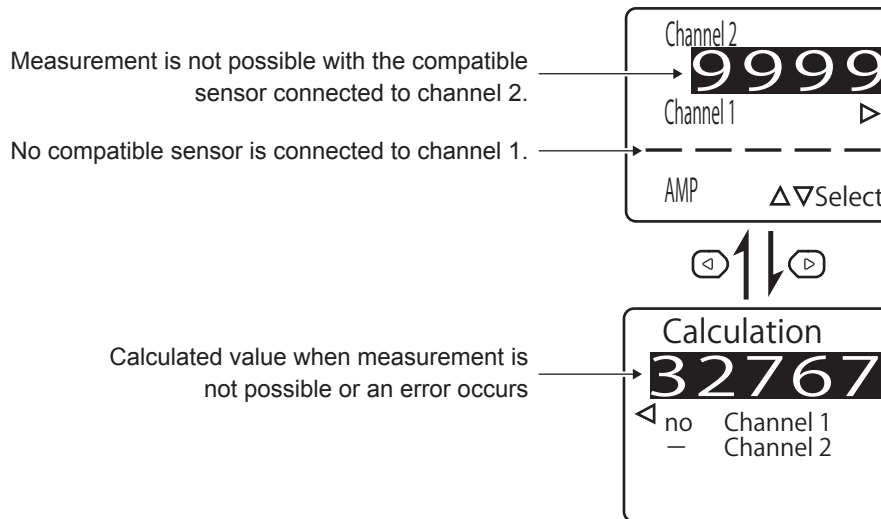 Measurement is not possible with the compatible
sensor connected to channel 2.
No compatible sensor is connected to channel 1.
Channel 2
9999
Channel 1
— — — —
AMP
△▽Select
Calculated value when measurement is
not possible or an error occurs
Calculation
32767
no Channel 1
— Channel 2